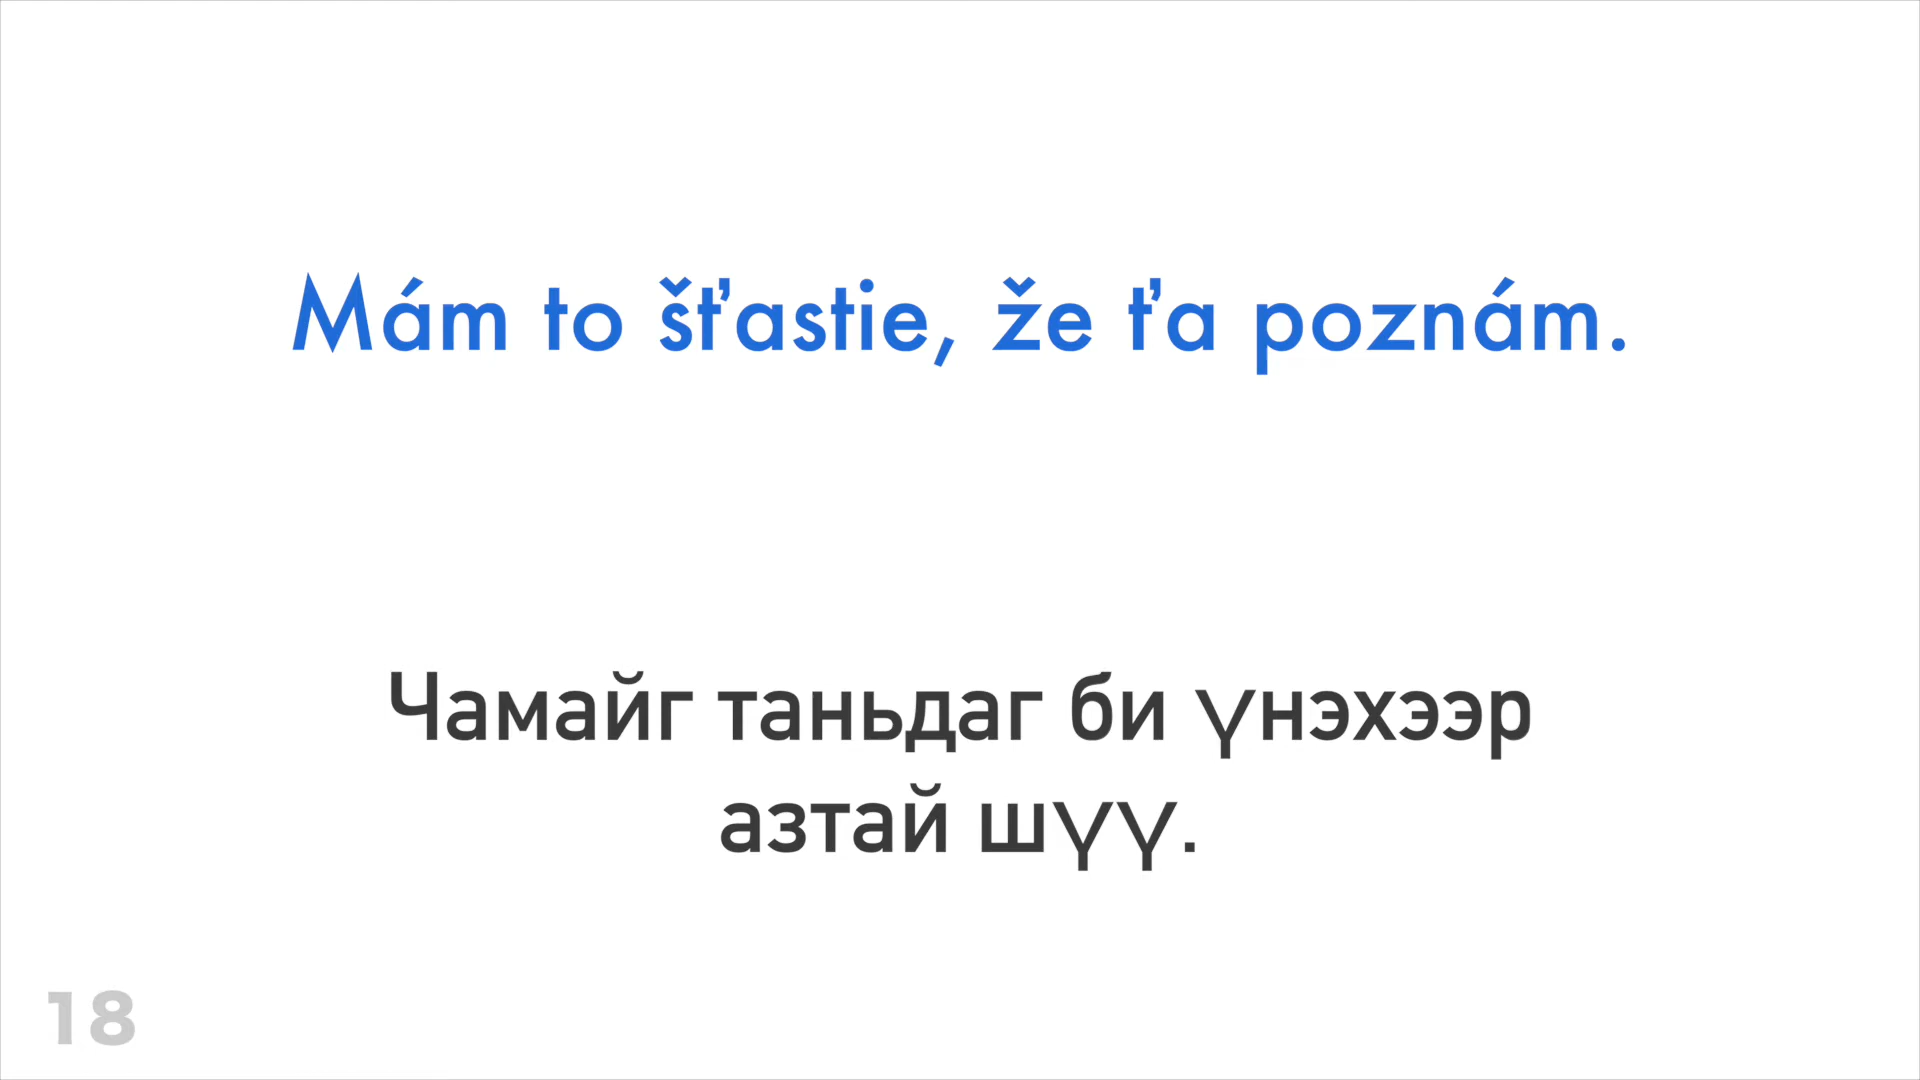 Mám to šťastie, že ťa poznám.
Чамайг таньдаг би үнэхээр
азтай шүү.
18